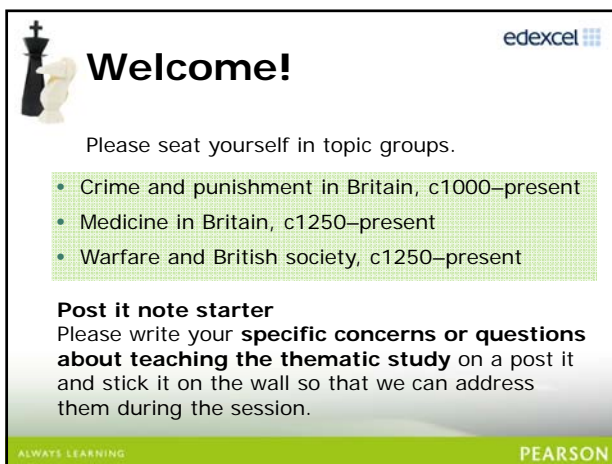 edexcel
Welcome!
Please seat yourself in topic groups.
• Crime and punishment in Britain, c1000–present
• Medicine in Britain, c1250–present
• Warfare and British society, c1250–present
Post it note starter
Please write your specific concerns or questions
about teaching the thematic study on a post it
and stick it on the wall so that we can address
them during the session.
ALWAYS LEARNING
PEARSON